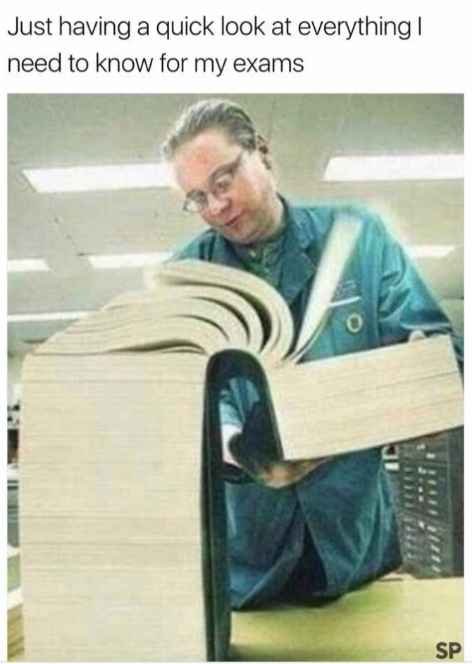 Just having a quick look at everything I
need to know for my exams
SP